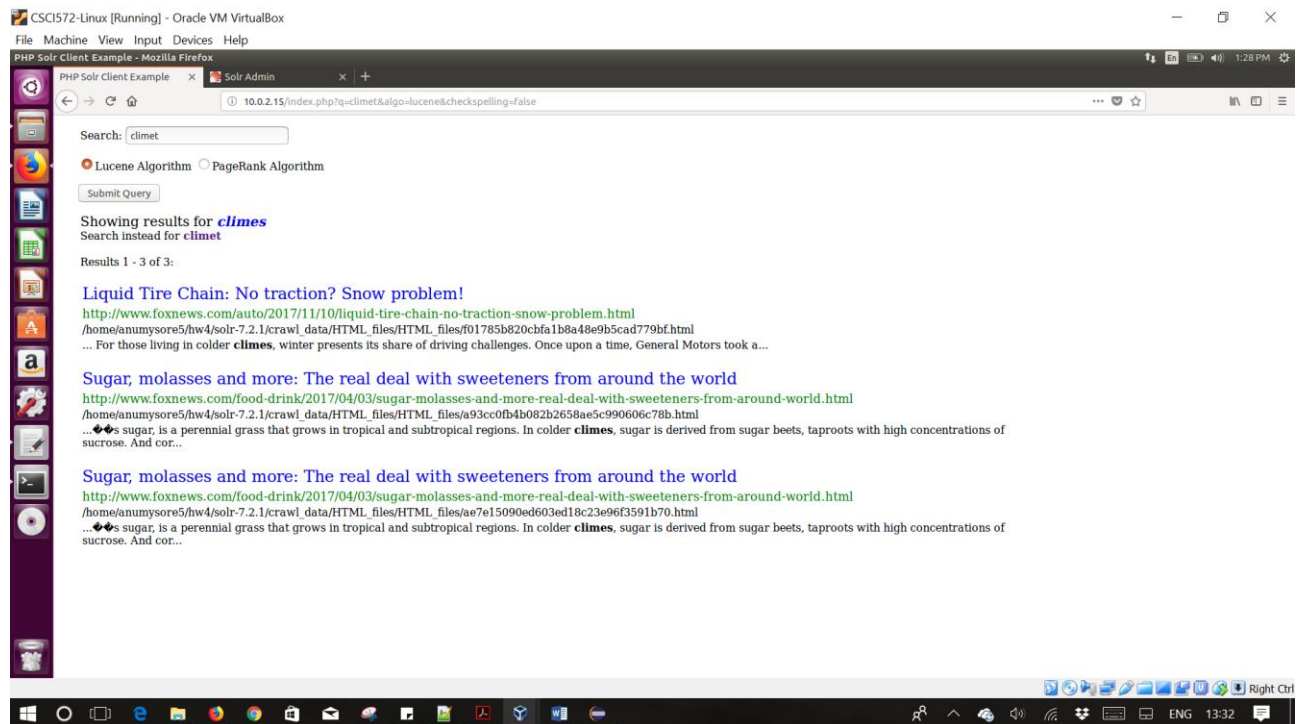 CSCI572-Linux [Running] - Oracle VM VirtualBox
File Machine View Input Devices Help
PHP Solr Client Example - Mozilla Firefox
En 1:28 PM
PHP Solr Client Example × Solr Admin × +
10.0.2.15/index.php?q=climet&algo=lucene&checkspelling=false
Search: climet
Lucene Algorithm PageRank Algorithm
Submit Query
Showing results for climes
Search instead for climet
Results 1 - 3 of 3:
Liquid Tire Chain: No traction? Snow problem!
http://www.foxnews.com/auto/2017/11/10/liquid-tire-chain-no-traction-snow-problem.html
/home/anumysore5/hw4/solr-7.2.1/crawl_data/HTML_files/HTML_files/f01785b820cbfa1b8a48e9b5cad779bf.html
... For those living in colder climes, winter presents its share of driving challenges. Once upon a time, General Motors took a...
Sugar, molasses and more: The real deal with sweeteners from around the world
http://www.foxnews.com/food-drink/2017/04/03/sugar-molasses-and-more-real-deal-with-sweeteners-from-around-world.html
/home/anumysore5/hw4/solr-7.2.1/crawl_data/HTML_files/HTML_files/a93cc0fb4b082b2658ae5c990606c78b.html
...��s sugar, is a perennial grass that grows in tropical and subtropical regions. In colder climes, sugar is derived from sugar beets, taproots with high concentrations of
sucrose. And cor...
Sugar, molasses and more: The real deal with sweeteners from around the world
http://www.foxnews.com/food-drink/2017/04/03/sugar-molasses-and-more-real-deal-with-sweeteners-from-around-world.html
/home/anumysore5/hw4/solr-7.2.1/crawl_data/HTML_files/HTML_files/ae7e15090ed603ed18c23e96f3591b70.html
...��s sugar, is a perennial grass that grows in tropical and subtropical regions. In colder climes, sugar is derived from sugar beets, taproots with high concentrations of
sucrose. And cor...
Right Ctrl
ENG 13:32